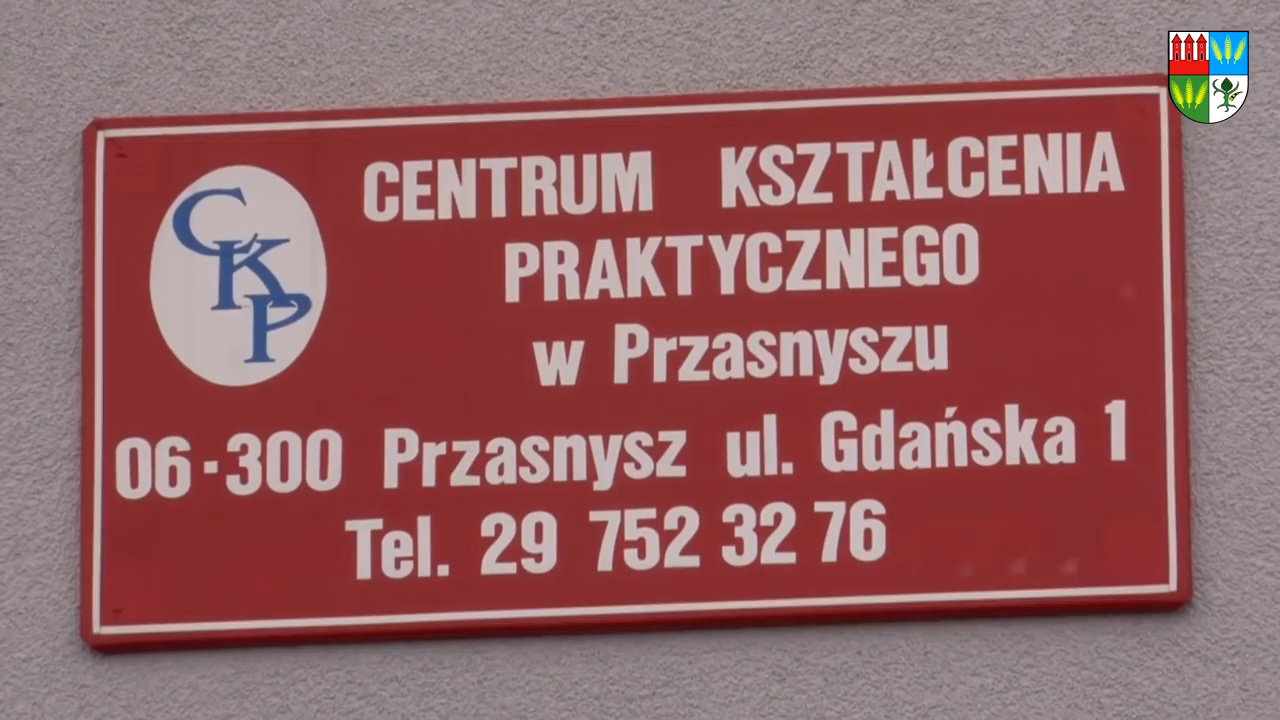 CKP
CENTRUM KSZTAŁCENIA
PRAKTYCZNEGO
w Przasnyszu
06-300 Przasnysz ul. Gdańska 1
Tel. 29 752 32 76